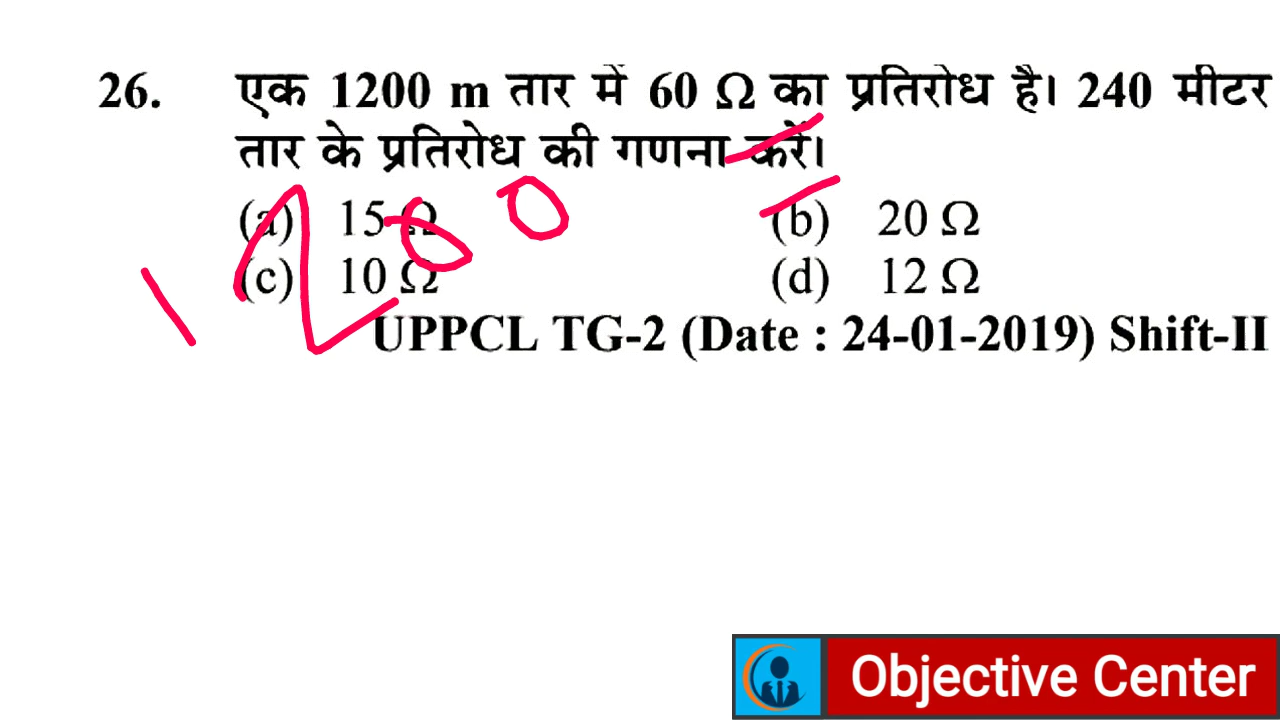 26. एक 1200 m तार में 60 Ω का प्रतिरोध है। 240 मीटर
तार के प्रतिरोध की गणना करें।
(a) 15 Ω (b) 20 Ω
(c) 10 Ω (d) 12 Ω
1200
UPPCL TG-2 (Date : 24-01-2019) Shift-II
Objective Center